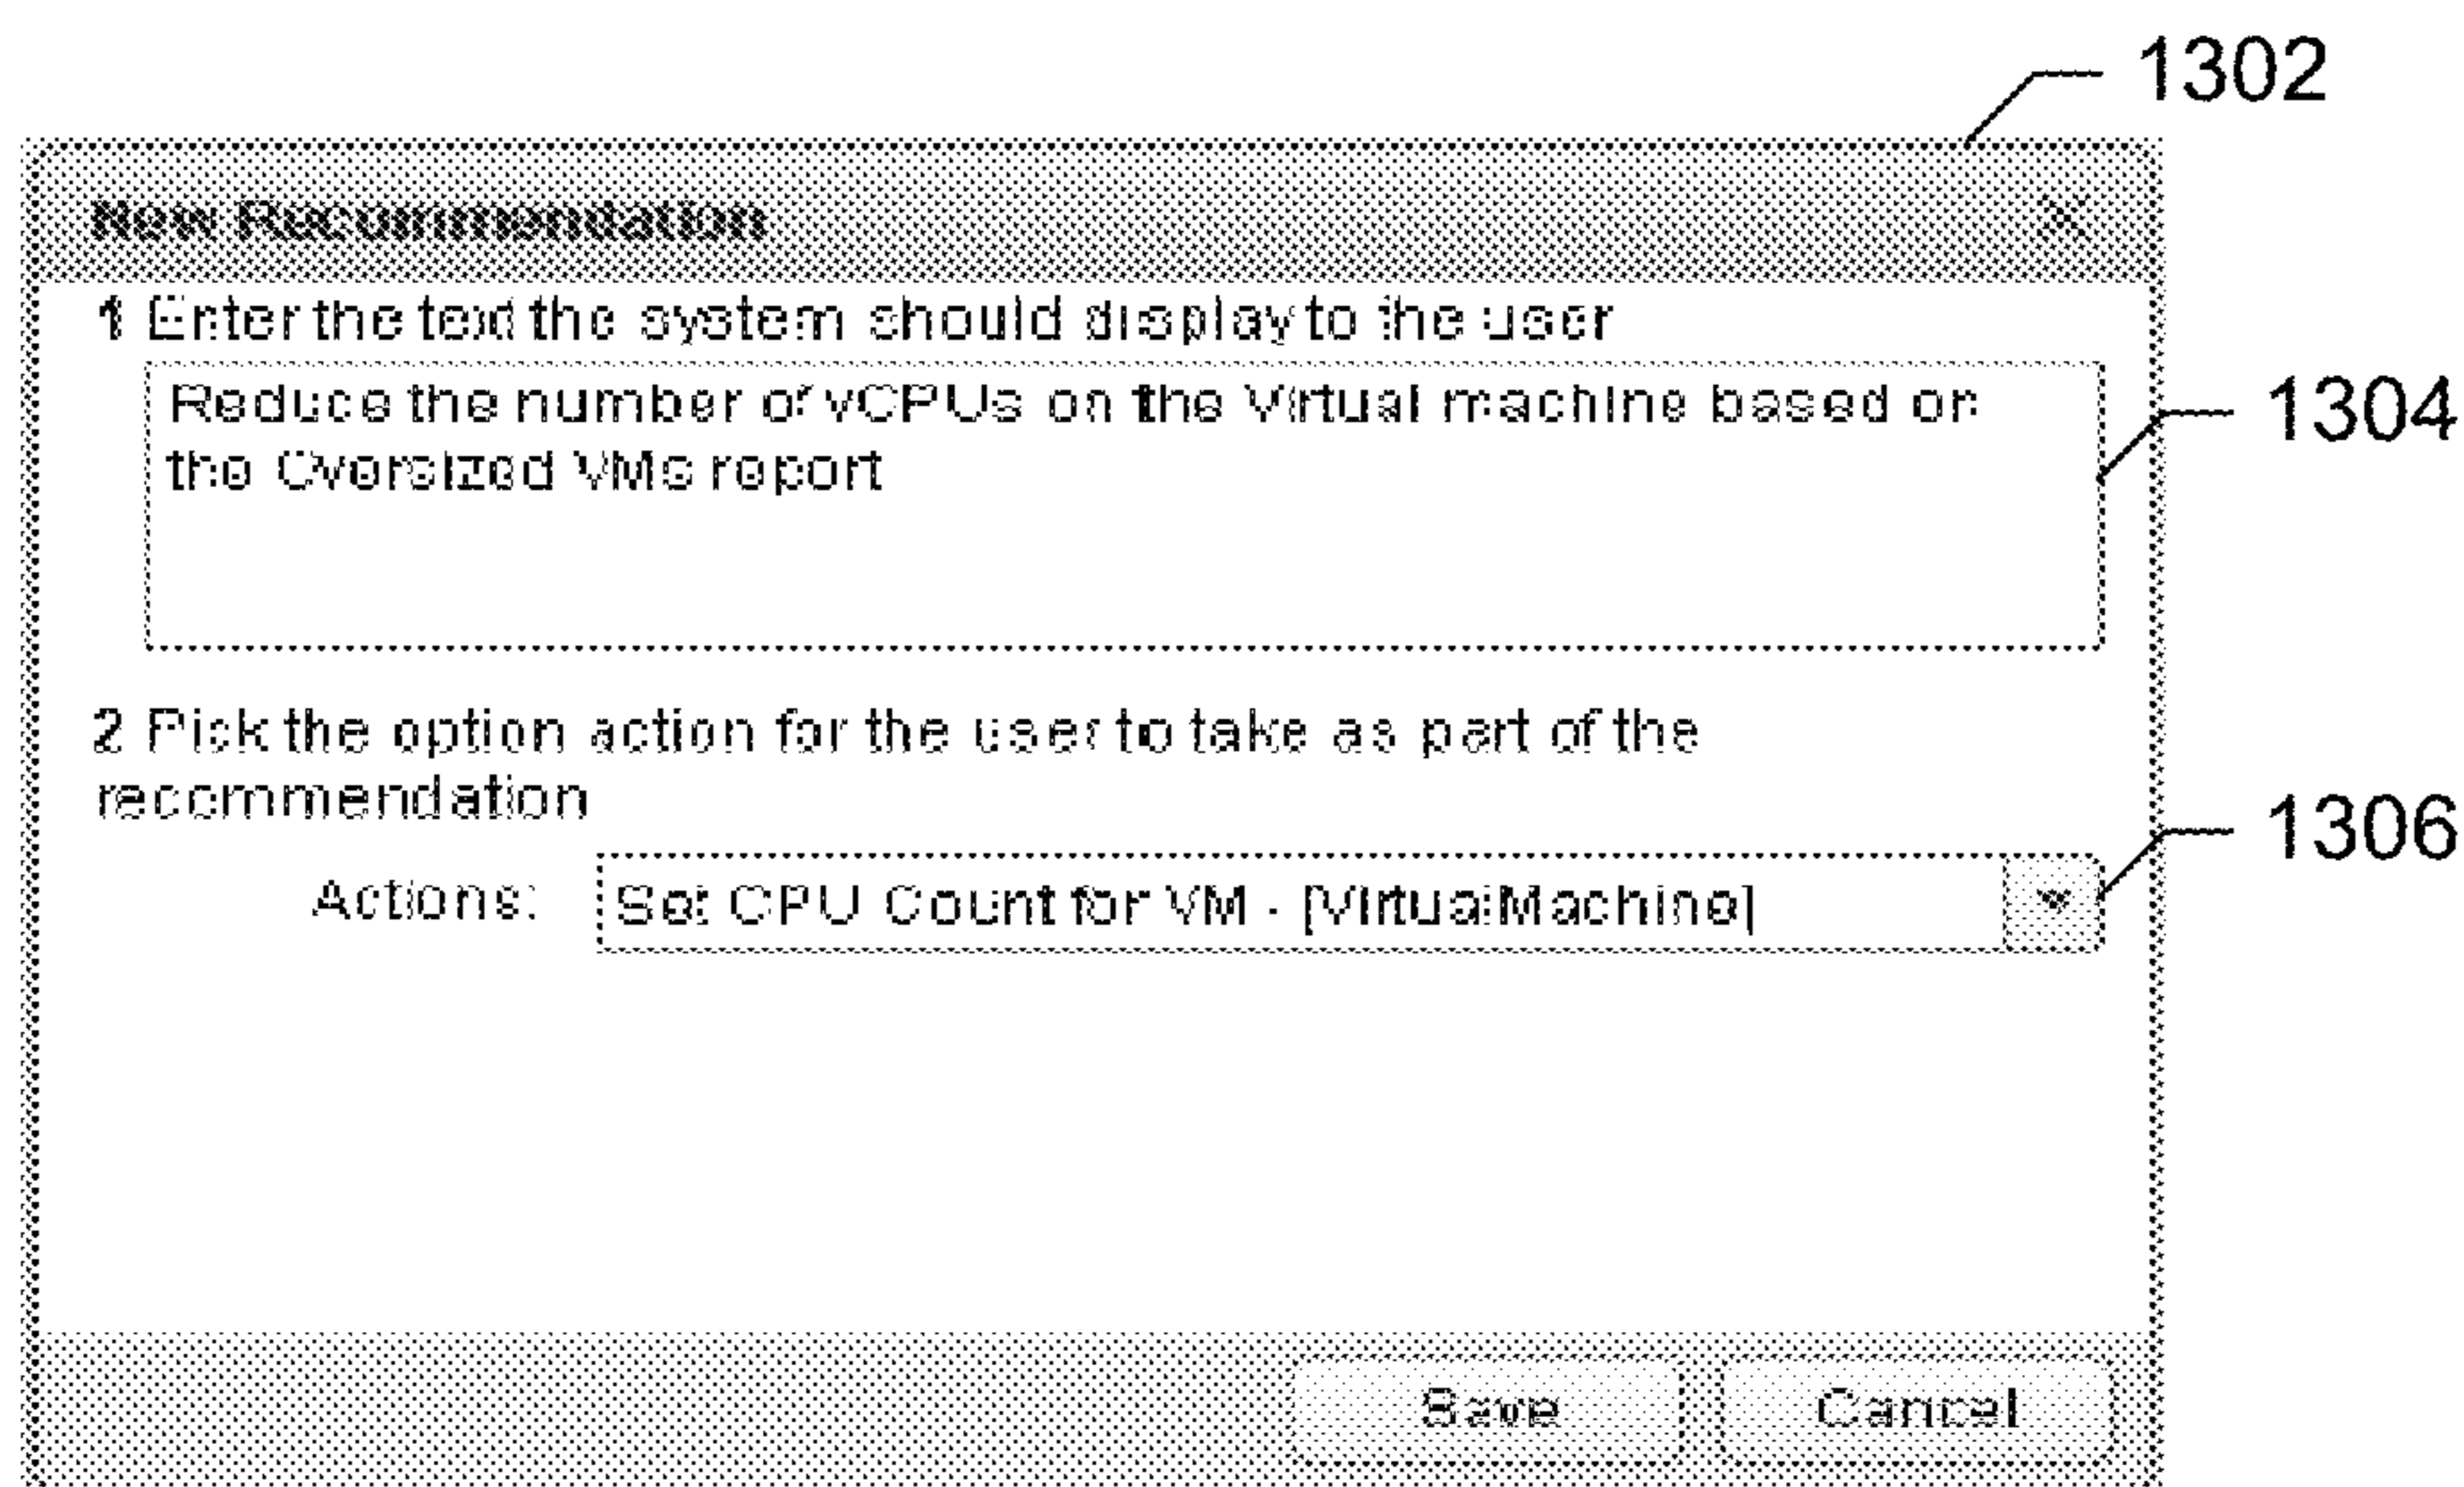 1302
New Recommendation
1 Enter the text the system should display to the user
Reduce the number of vCPUs on the Virtual machine based on
the Oversized VMs report
1304
2 Pick the option action for the user to take as part of the
recommendation
1306
Actions: Set CPU Count for VM - [VirtualMachine]
Save Cancel